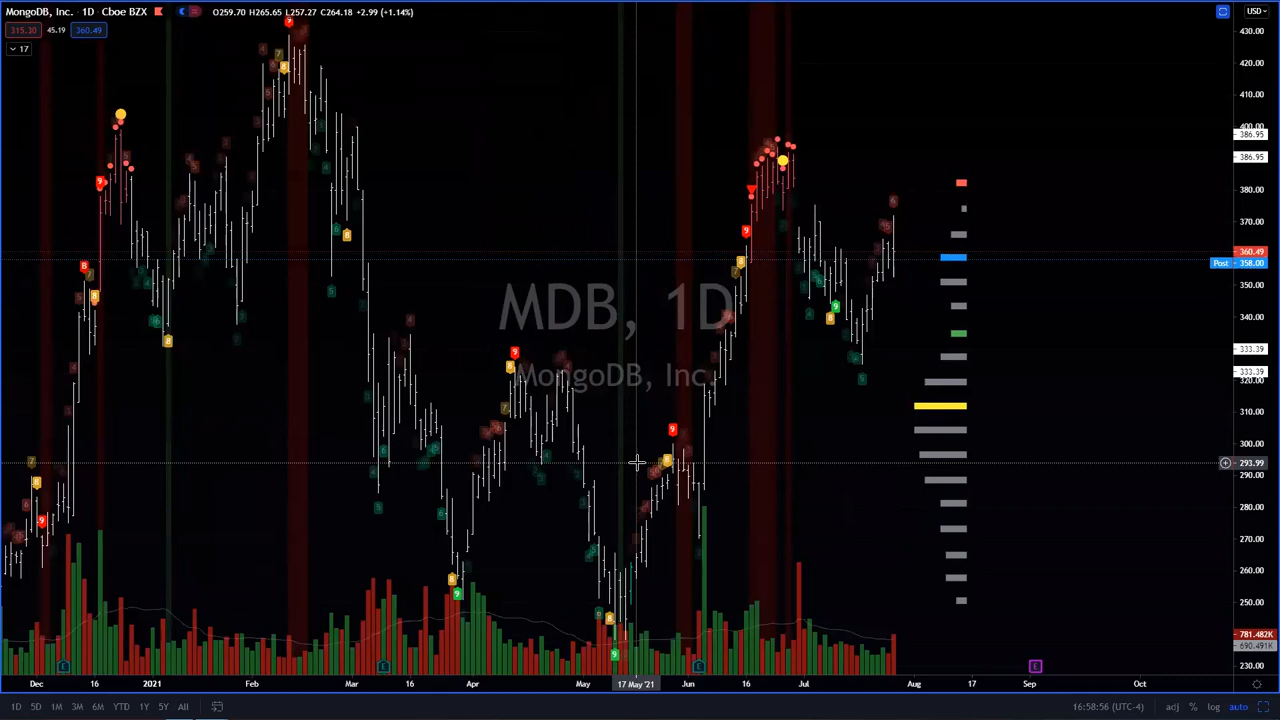 MongoDB, Inc. · 1D · Cboe BZX O259.70 H265.65 L257.27 C264.18 +2.99 (+1.14%)
USD
315.30 45.19 360.49
17
430.00
420.00
410.00
400.00
386.95
386.95
380.00
370.00
360.49
Post 358.00
350.00
340.00
333.39
333.39
320.00
310.00
300.00
293.99
290.00
280.00
270.00
260.00
250.00
781.482K
690.491K
230.00
MDB, 1D
MongoDB, Inc.
Dec 16 2021 Feb Mar 16 Apr May 17 May '21 Jun 16 Jul Aug 17 Sep Oct
1D 5D 1M 3M 6M YTD 1Y 5Y All
16:58:56 (UTC-4) adj % log auto